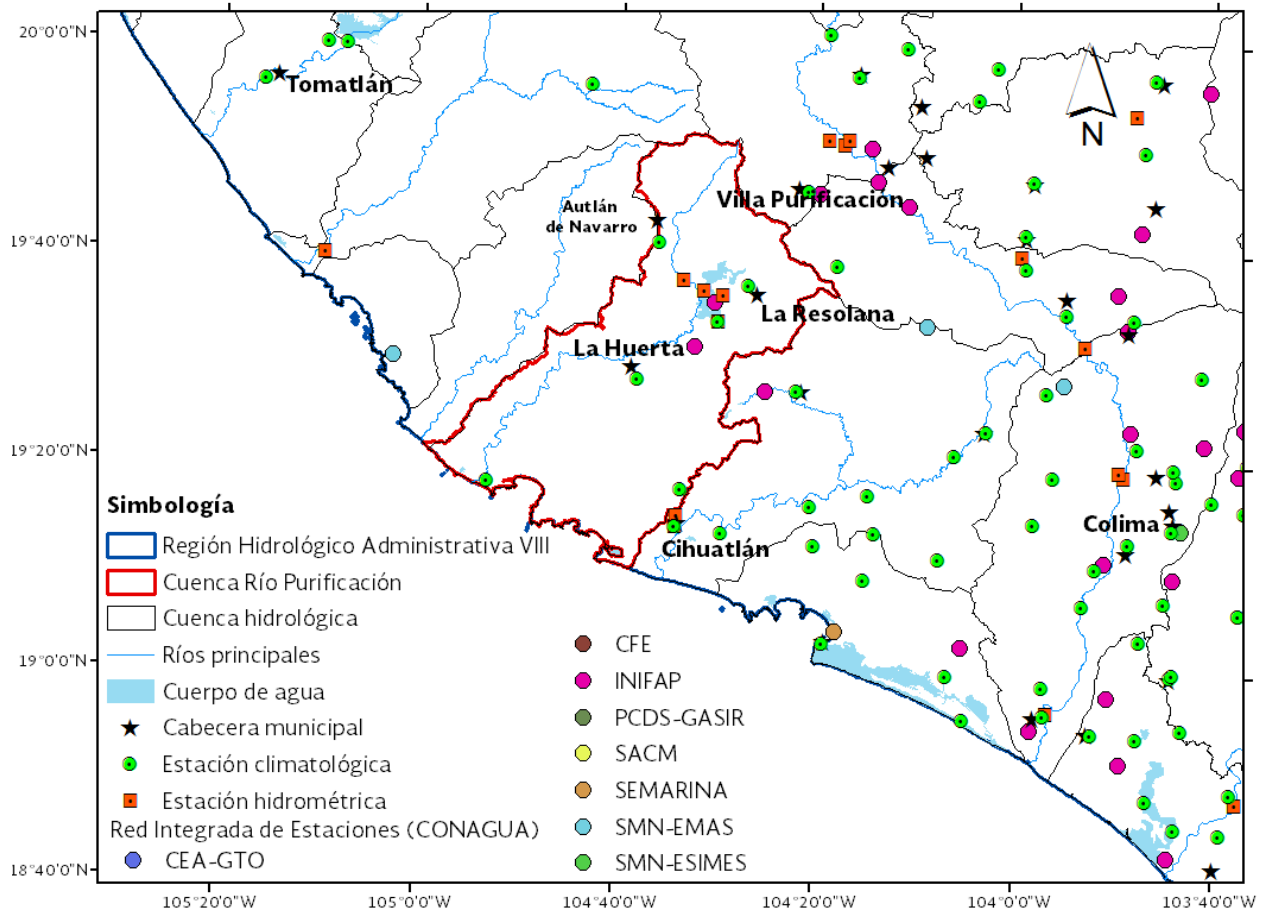 20°0'0"N
19°40'0"N
19°20'0"N
19°0'0"N
18°40'0"N
Tomatlán
N
Villa Purificación
Autlán
de Navarro
La Resolana
La Huerta
Cihuatlán
Colima
Simbología
Región Hidrológico Administrativa VIII
Cuenca Río Purificación
Cuenca hidrológica
Ríos principales
Cuerpo de agua
Cabecera municipal
Estación climatológica
Estación hidrométrica
Red Integrada de Estaciones (CONAGUA)
CEA-GTO
CFE
INIFAP
PCDS-GASIR
SACM
SEMARINA
SMN-EMAS
SMN-ESIMES
105°20'0"W
105°0'0"W
104°40'0"W
104°20'0"W
104°0'0"W
103°40'0"W